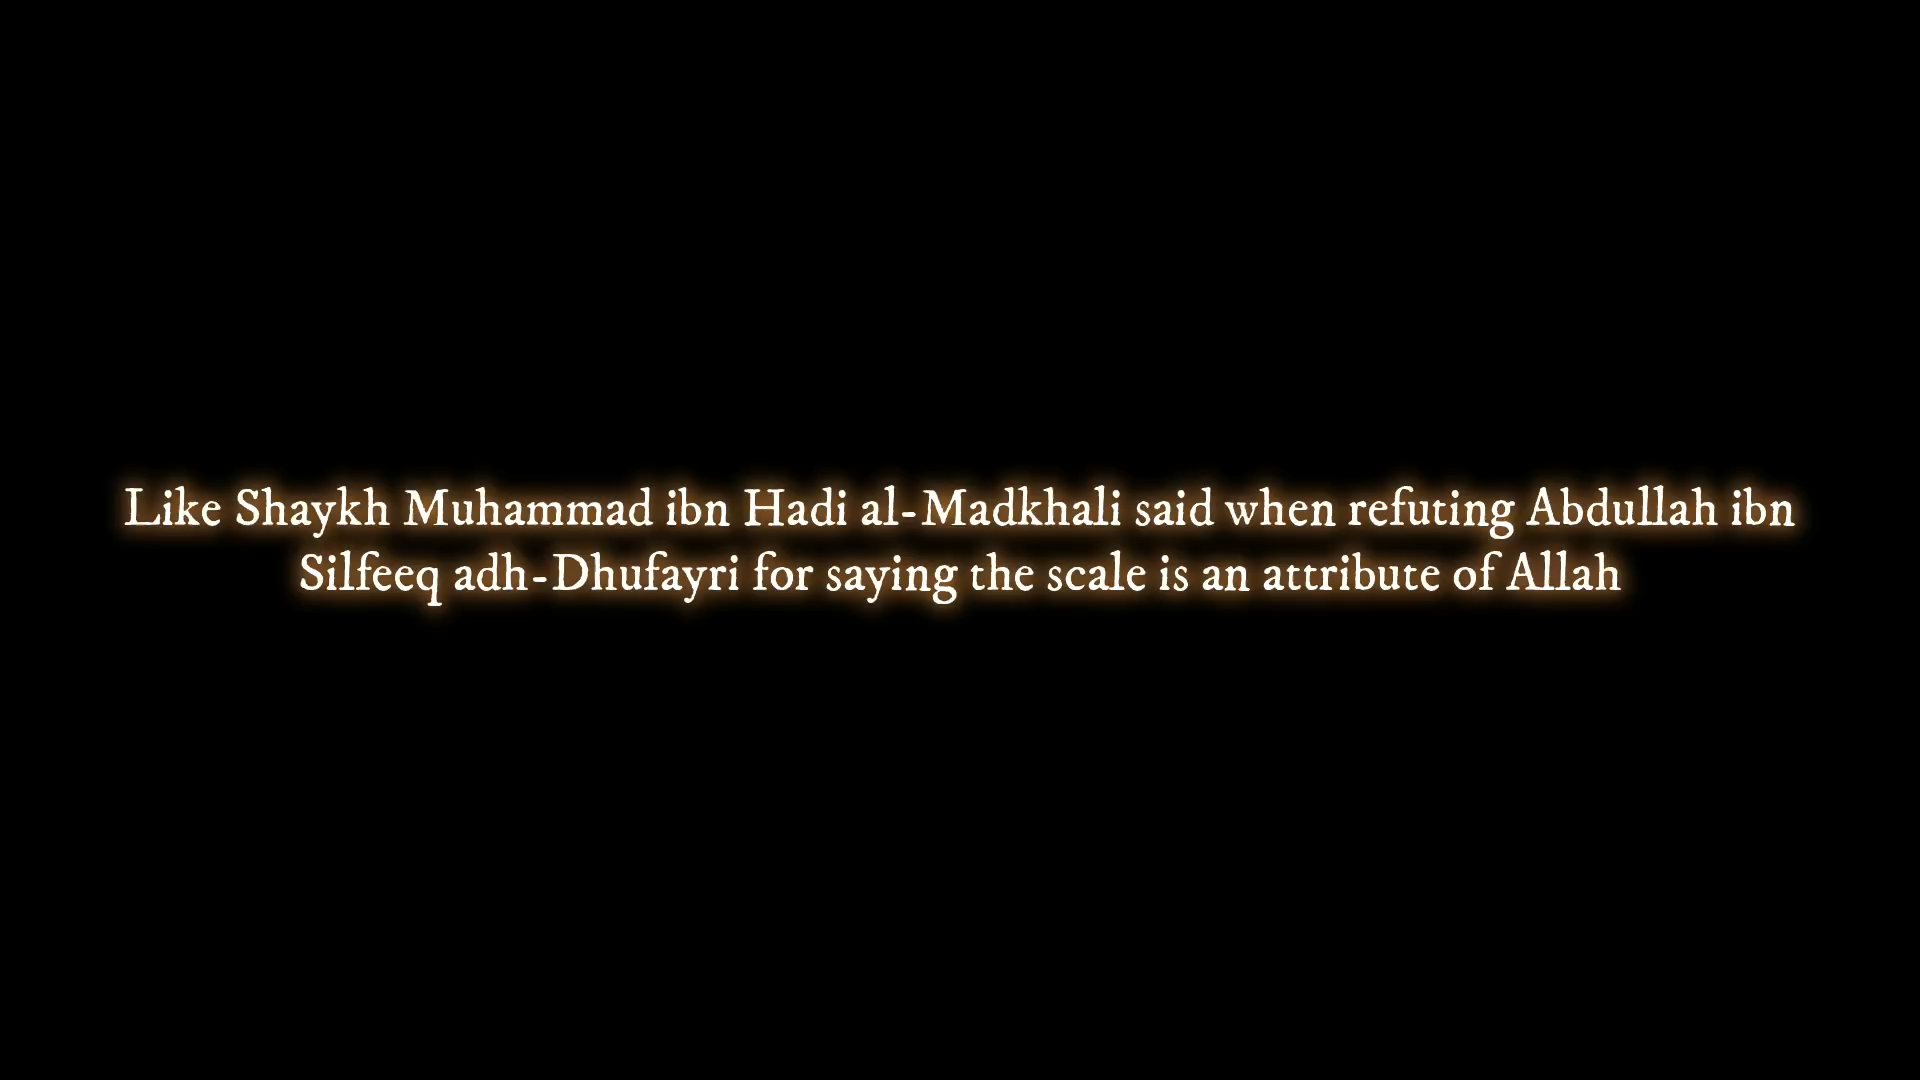 Like Shaykh Muhammad ibn Hadi al-Madkhali said when refuting Abdullah ibn
Silfeeq adh-Dhufayri for saying the scale is an attribute of Allah